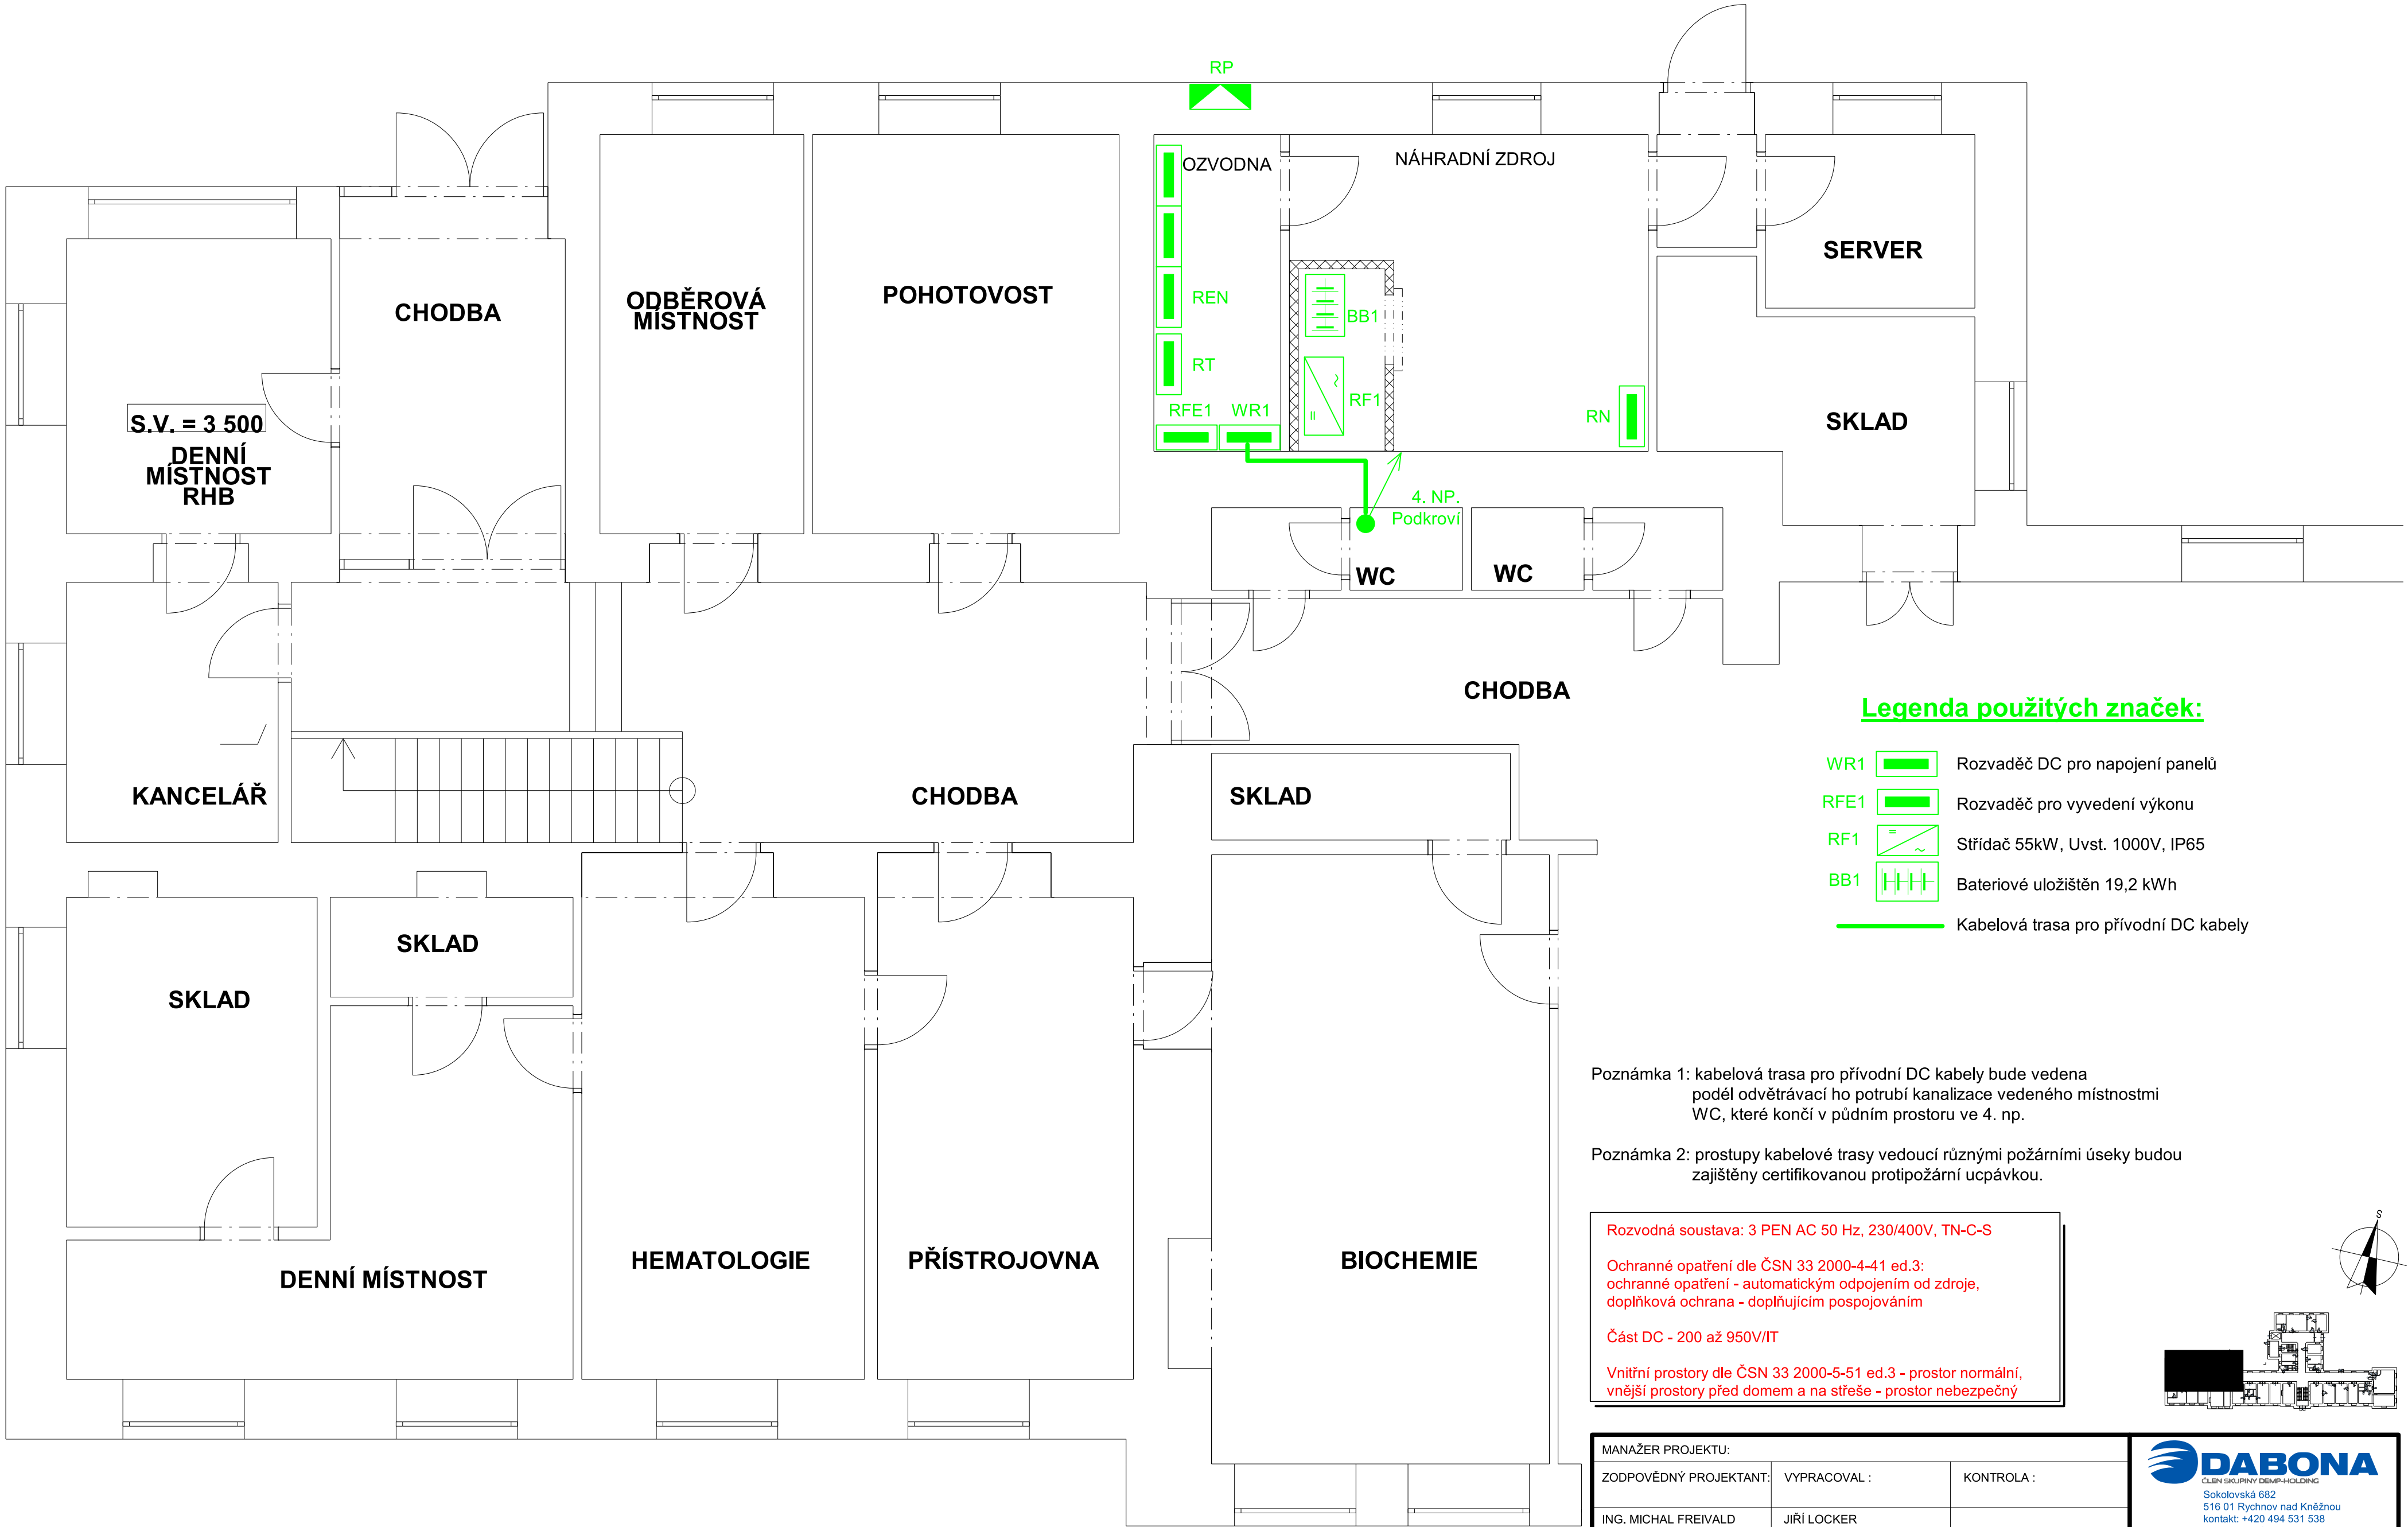 RP
OZVODNA
NÁHRADNÍ ZDROJ
SERVER
CHODBA
ODBĚROVÁ
MÍSTNOST
POHOTOVOST
REN
BB1
RT
RF1
RFE1
WR1
RN
SKLAD
S.V. = 3 500
DENNÍ
MÍSTNOST
RHB
4. NP.
Podkroví
WC
WC
CHODBA
KANCELÁŘ
CHODBA
SKLAD
Legenda použitých značek:
WR1 Rozvaděč DC pro napojení panelů
RFE1 Rozvaděč pro vyvedení výkonu
RF1 = ~ Střídač 55kW, Uvst. 1000V, IP65
BB1 Bateriové uložištěn 19,2 kWh
Kabelová trasa pro přívodní DC kabely
SKLAD
SKLAD
DENNÍ MÍSTNOST
HEMATOLOGIE
PŘÍSTROJOVNA
BIOCHEMIE
Poznámka 1: kabelová trasa pro přívodní DC kabely bude vedena
podél odvětrávací ho potrubí kanalizace vedeného místnostmi
WC, které končí v půdním prostoru ve 4. np.
Poznámka 2: prostupy kabelové trasy vedoucí různými požárními úseky budou
zajištěny certifikovanou protipožární ucpávkou.
Rozvodná soustava: 3 PEN AC 50 Hz, 230/400V, TN-C-S
Ochranné opatření dle ČSN 33 2000-4-41 ed.3:
ochranné opatření - automatickým odpojením od zdroje,
doplňková ochrana - doplňujícím pospojováním
Část DC - 200 až 950V/IT
Vnitřní prostory dle ČSN 33 2000-5-51 ed.3 - prostor normální,
vnější prostory před domem a na střeše - prostor nebezpečný
S
MANAŽER PROJEKTU:
ZODPOVĚDNÝ PROJEKTANT:
VYPRACOVAL :
KONTROLA :
ING. MICHAL FREIVALD
JIŘÍ LOCKER
DABONA
ČLEN SKUPINY DEMP-HOLDING
Sokolovská 682
516 01 Rychnov nad Kněžnou
kontakt: +420 494 531 538